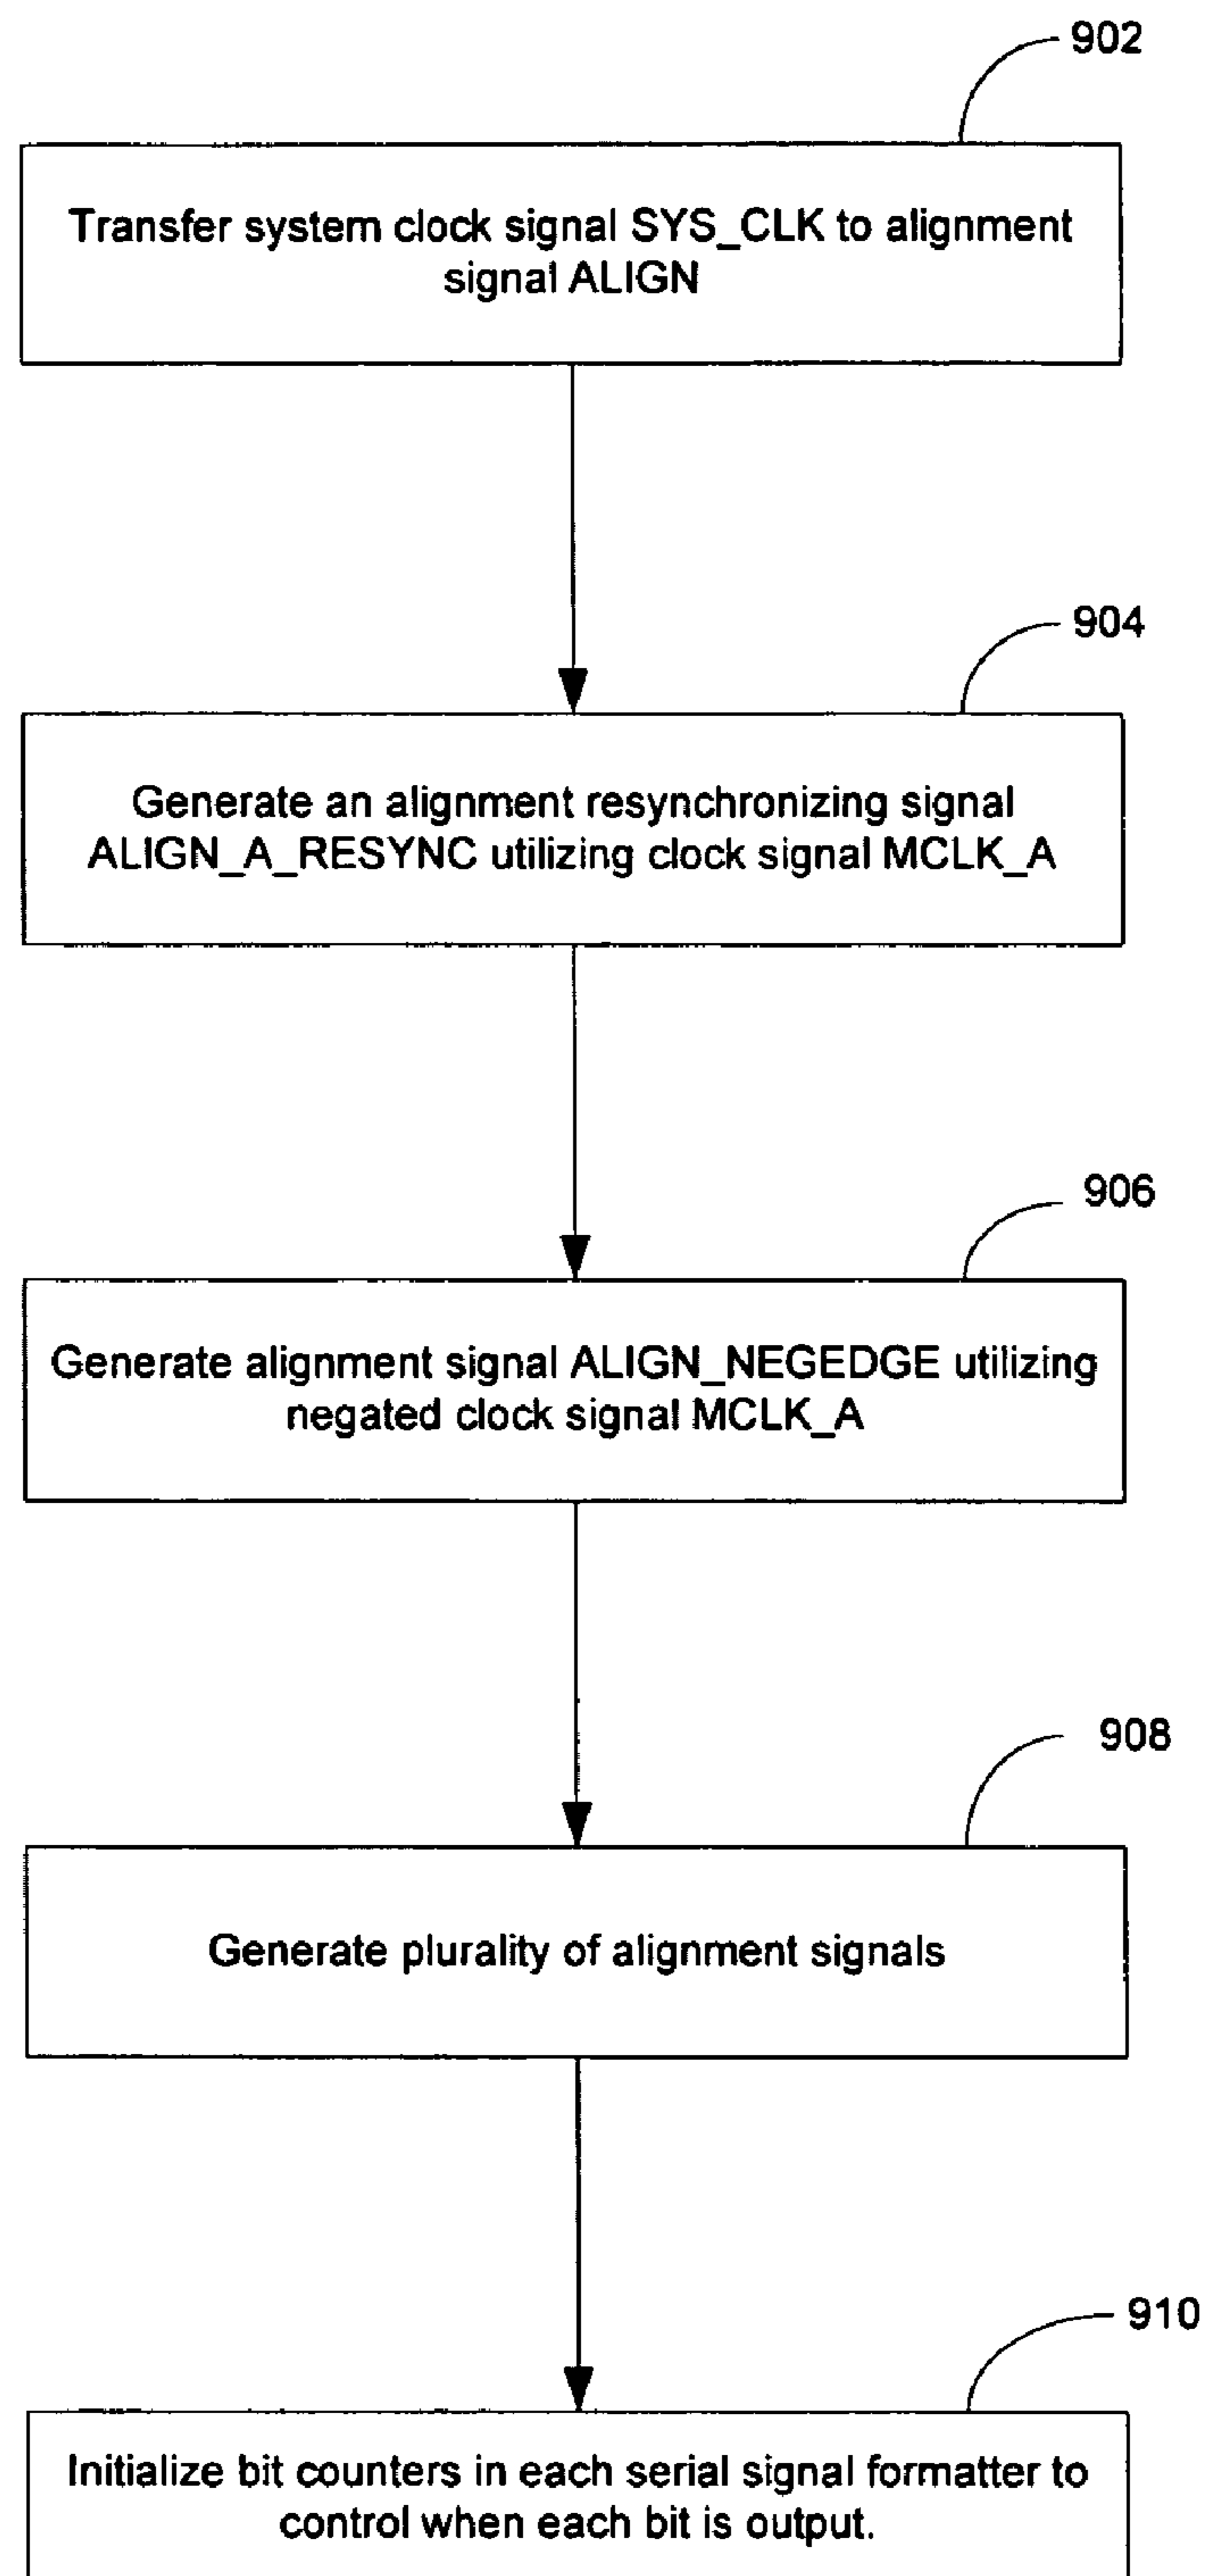 902
Transfer system clock signal SYS_CLK to alignment
signal ALIGN
904
Generate an alignment resynchronizing signal
ALIGN_A_RESYNC utilizing clock signal MCLK_A
906
Generate alignment signal ALIGN_NEGEDGE utilizing
negated clock signal MCLK_A
908
Generate plurality of alignment signals
910
Initialize bit counters in each serial signal formatter to
control when each bit is output.